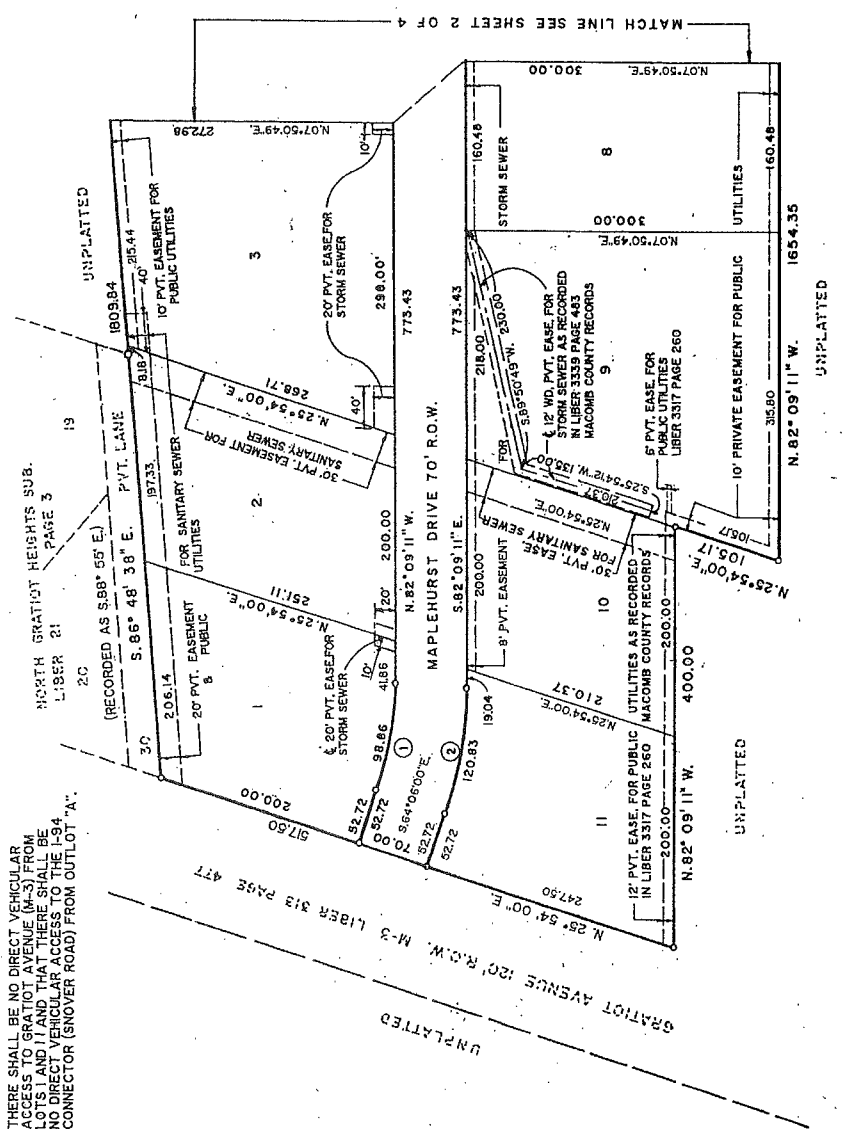 THERE SHALL BE NO DIRECT VEHICULAR
ACCESS TO GRATIOT AVENUE (M-3) FROM
LOTS 1 AND 11 AND THAT THERE SHALL BE
NO DIRECT VEHICULAR ACCESS TO THE I-94
CONNECTOR (SNOVER ROAD) FROM OUTLOT "A".
NORTH GRATIOT HEIGHTS SUB.
LIBER 21 PAGE 3
20
19
30
(RECORDED AS S.88° 55' E.)
S. 86° 48' 38" E.
PVT. LANE
1809.84
UNPLATTED
206.14
197.33
18.18
215.44
40'
20' PVT. EASEMENT FOR SANITARY SEWER
& PUBLIC UTILITIES
10' EASEMENT FOR
PUBLIC UTILITIES
1
2
3
200.00
517.50
N.25°54'00"E.
251.11
N.25°54'00"E.
268.71
30' PVT. EASEMENT FOR
SANITARY SEWER
272.98
N.07°50'49"E.
MATCH LINE SEE SHEET 2 OF 4
℄ 20' PVT. EASE. FOR
STORM SEWER
20' PVT. EASE. FOR
STORM SEWER
10'
20'
40'
10'
52.72
98.86
41.86
200.00
298.00'
N.82°09'11"W.
773.43
52.72
1
70.00
S.64°06'00"E.
MAPLEHURST DRIVE 70' R.O.W.
2
52.72
52.72
120.83
19.04
S.82°09'11"E.
773.43
200.00
218.00
160.48
8' PVT. EASEMENT FOR STORM SEWER
230.00
S.89°50'49"W.
℄ 12' WD. PVT. EASE. FOR
STORM SEWER AS RECORDED
IN LIBER 3339 PAGE 483
MACOMB COUNTY RECORDS
30' PVT. EASE.
FOR SANITARY SEWER
N.25°54'00"E.
210.37
S.25°54'12"W. 135.00
6' PVT. EASE. FOR
PUBLIC UTILITIES
LIBER 3317 PAGE 260
8
9
10
11
300.00
N.07°50'49"E.
300.00
N.07°50'49"E.
210.37
N.25°54'00"E.
247.50
N. 25° 54' 00" E.
GRATIOT AVENUE 120' R.O.W. M-3 LIBER 313 PAGE 477
UNPLATTED
12' PVT. EASE. FOR PUBLIC UTILITIES AS RECORDED
IN LIBER 3317 PAGE 260 MACOMB COUNTY RECORDS
200.00
200.00
N.82° 09' 11" W.
400.00
UNPLATTED
105.17
105.17
N.25°54'00"E.
10' PRIVATE EASEMENT FOR PUBLIC UTILITIES
315.80
160.48
N.82° 09' 11" W.
1654.35
UNPLATTED